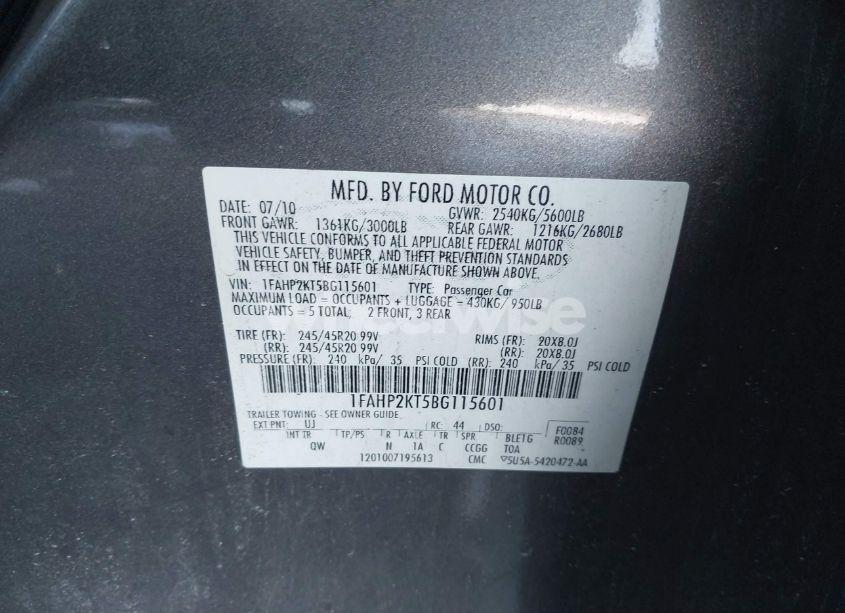 MFD. BY FORD MOTOR CO.
DATE: 07/10 GVWR: 2540KG/5600LB
FRONT GAWR: 1361KG/3000LB REAR GAWR: 1216KG/2680LB
THIS VEHICLE CONFORMS TO ALL APPLICABLE FEDERAL MOTOR
VEHICLE SAFETY, BUMPER, AND THEFT PREVENTION STANDARDS
IN EFFECT ON THE DATE OF MANUFACTURE SHOWN ABOVE.
VIN: 1FAHP2KT5BG115601 TYPE: Passenger Car
MAXIMUM LOAD = OCCUPANTS + LUGGAGE = 430KG/950LB
OCCUPANTS = 5 TOTAL, 2 FRONT, 3 REAR
TIRE (FR): 245/45R20 99V RIMS (FR): 20X8.0J
(RR): 245/45R20 99V (RR): 20X8.0J
PRESSURE (FR): 240 kPa/ 35 PSI COLD (RR): 240 kPa/ 35 PSI COLD
1FAHP2KT5BG115601
TRAILER TOWING - SEE OWNER GUIDE
EXT PNT: UJ RC: 44 DSO: F0084
INT TR TP/PS R AXLE TR SPR BLETG R0089
QW N 1A C CCGG TOA
1201007195613 CMC 5U5A-5420472-AA